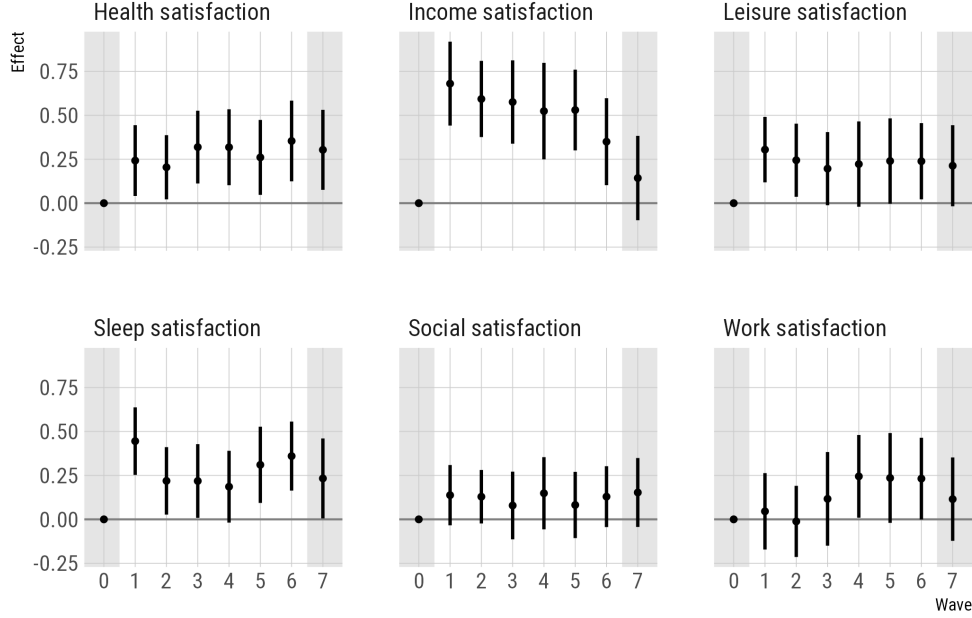 Health satisfaction
Income satisfaction
Leisure satisfaction
Effect
0.75
0.50
0.25
0.00
-0.25
Sleep satisfaction
Social satisfaction
Work satisfaction
0.75
0.50
0.25
0.00
-0.25
0 1 2 3 4 5 6 7
0 1 2 3 4 5 6 7
0 1 2 3 4 5 6 7
Wave